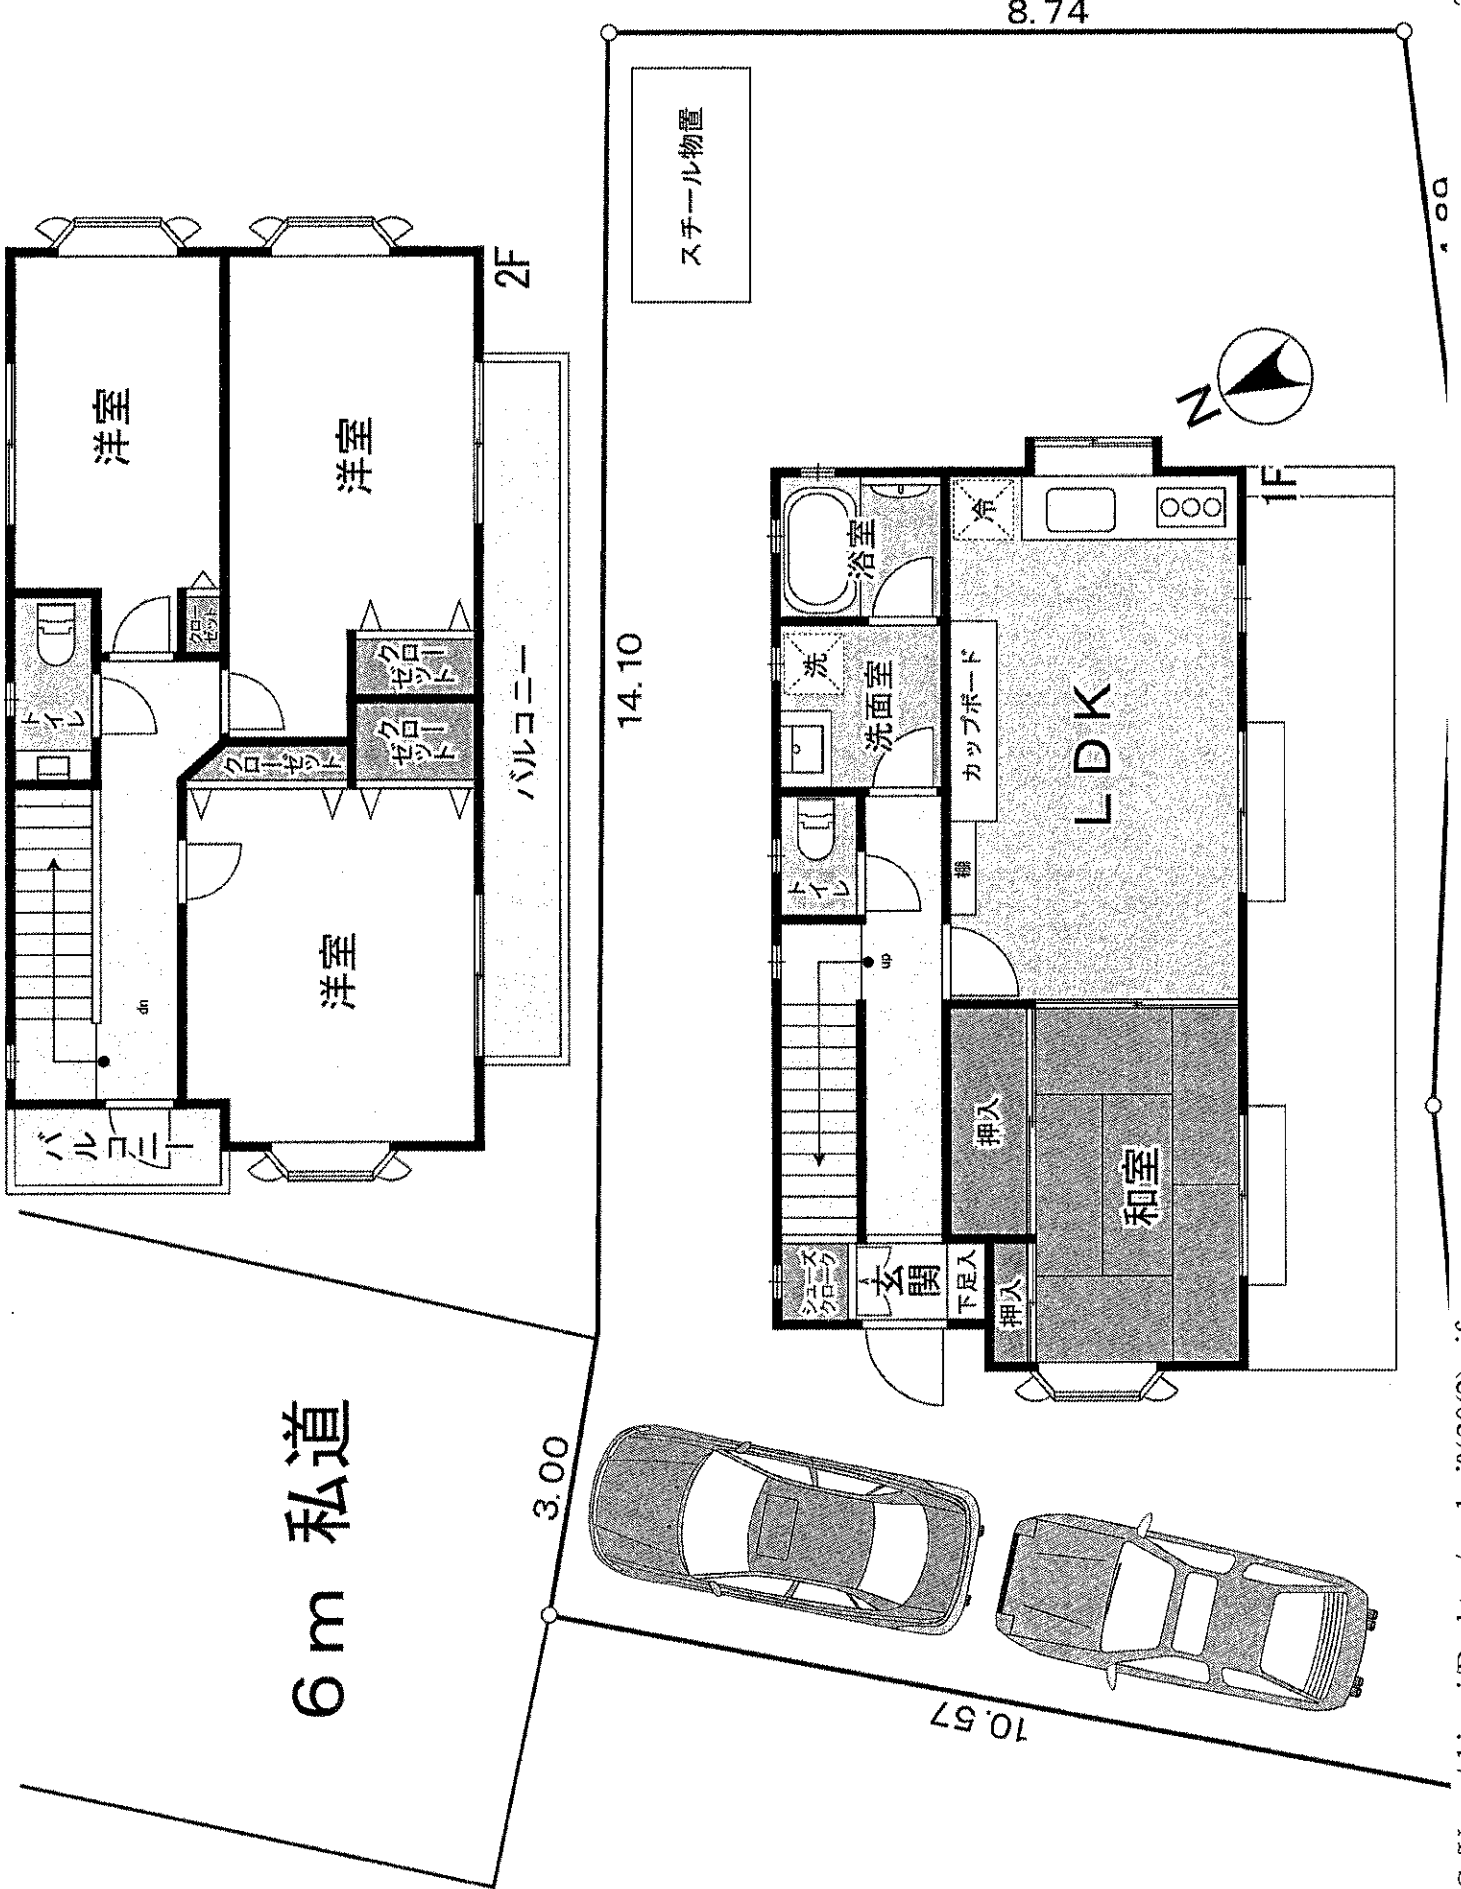 8.74
スチール物置
洋室
洋室
2F
クローゼット
トイレ
クローゼット
クローゼット
クローゼット
バルコニー
洋室
dn
バルコニー
14.10
N
1F
浴室
冷
洗
洗面室
カップボード
LDK
トイレ
棚
up
押入
和室
シューズクローク
玄関
下足入
押入
6m 私道
3.00
10.57